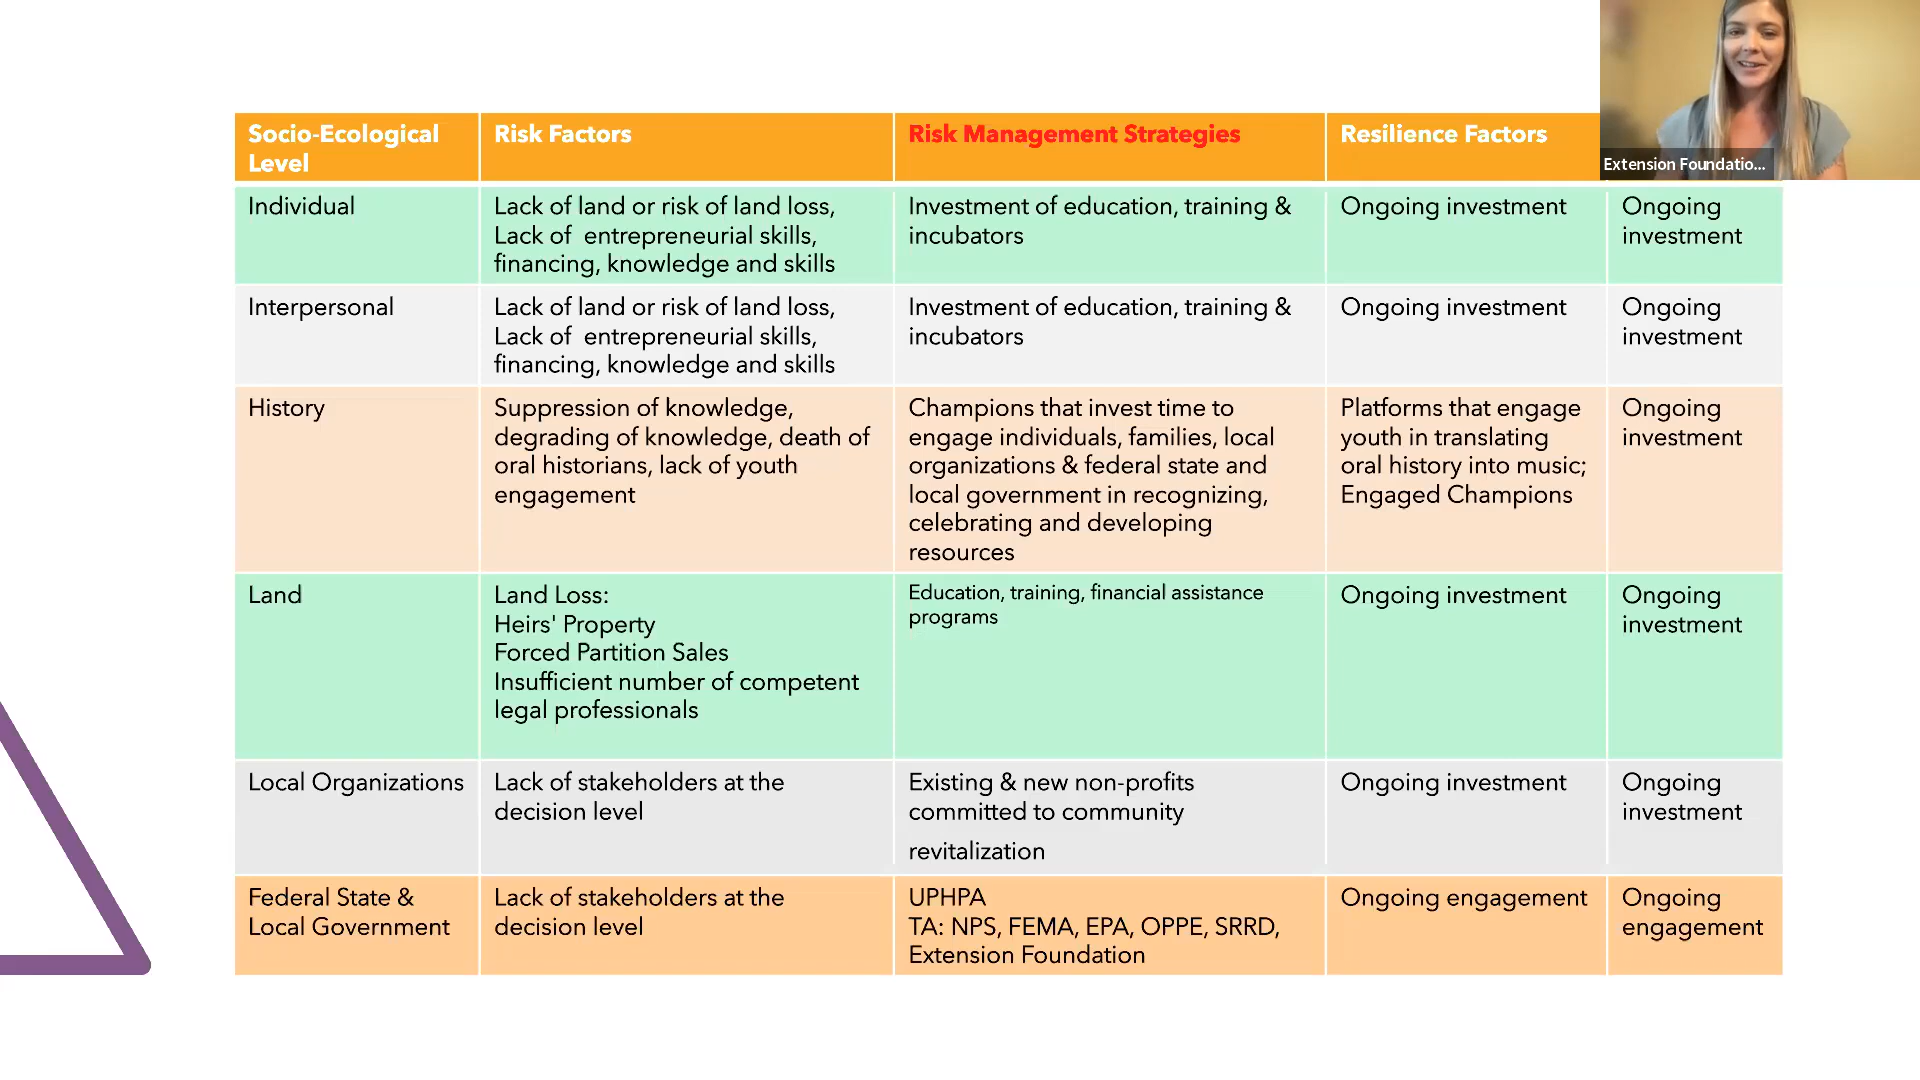 Socio-Ecological
Level
Risk Factors
Risk Management Strategies
Resilience Factors
Extension Foundatio...
Individual
Lack of land or risk of land loss,
Lack of  entrepreneurial skills,
financing, knowledge and skills
Investment of education, training &
incubators
Ongoing investment
Ongoing
investment
Interpersonal
Lack of land or risk of land loss,
Lack of  entrepreneurial skills,
financing, knowledge and skills
Investment of education, training &
incubators
Ongoing investment
Ongoing
investment
History
Suppression of knowledge,
degrading of knowledge, death of
oral historians, lack of youth
engagement
Champions that invest time to
engage individuals, families, local
organizations & federal state and
local government in recognizing,
celebrating and developing
resources
Platforms that engage
youth in translating
oral history into music;
Engaged Champions
Ongoing
investment
Land
Land Loss:
Heirs' Property
Forced Partition Sales
Insufficient number of competent
legal professionals
Education, training, financial assistance
programs
Ongoing investment
Ongoing
investment
Local Organizations
Lack of stakeholders at the
decision level
Existing & new non-profits
committed to community
revitalization
Ongoing investment
Ongoing
investment
Federal State &
Local Government
Lack of stakeholders at the
decision level
UPHPA
TA: NPS, FEMA, EPA, OPPE, SRRD,
Extension Foundation
Ongoing engagement
Ongoing
engagement